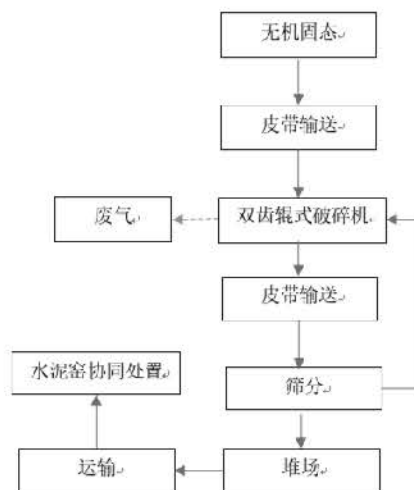 无机固态
皮带输送
废气
双齿辊式破碎机
皮带输送
水泥窑协同处置
筛分
运输
堆场